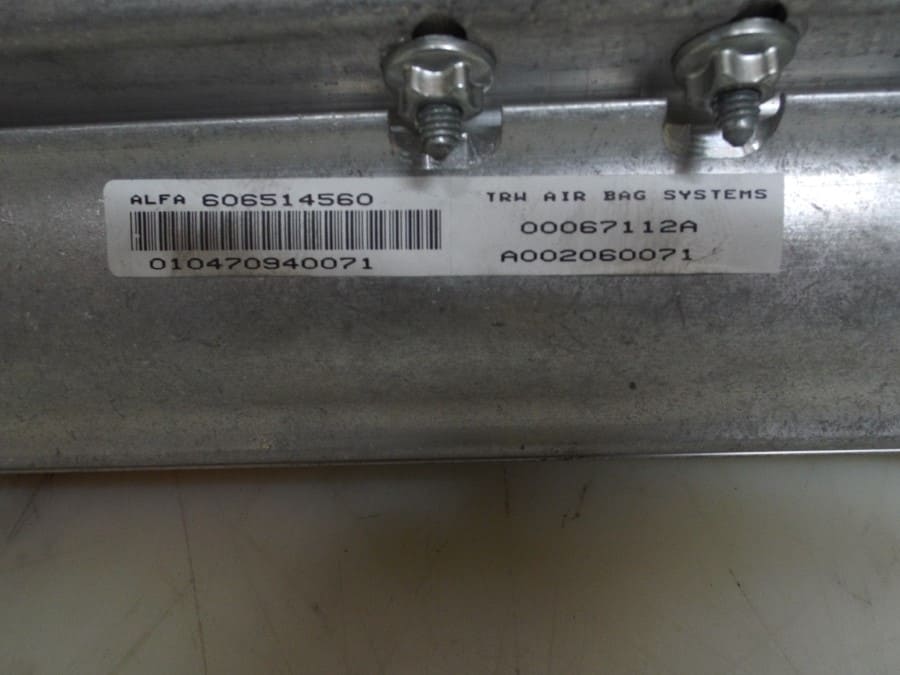 ALFA 606514560
010470940071
TRW AIR BAG SYSTEMS
00067112A
A002060071